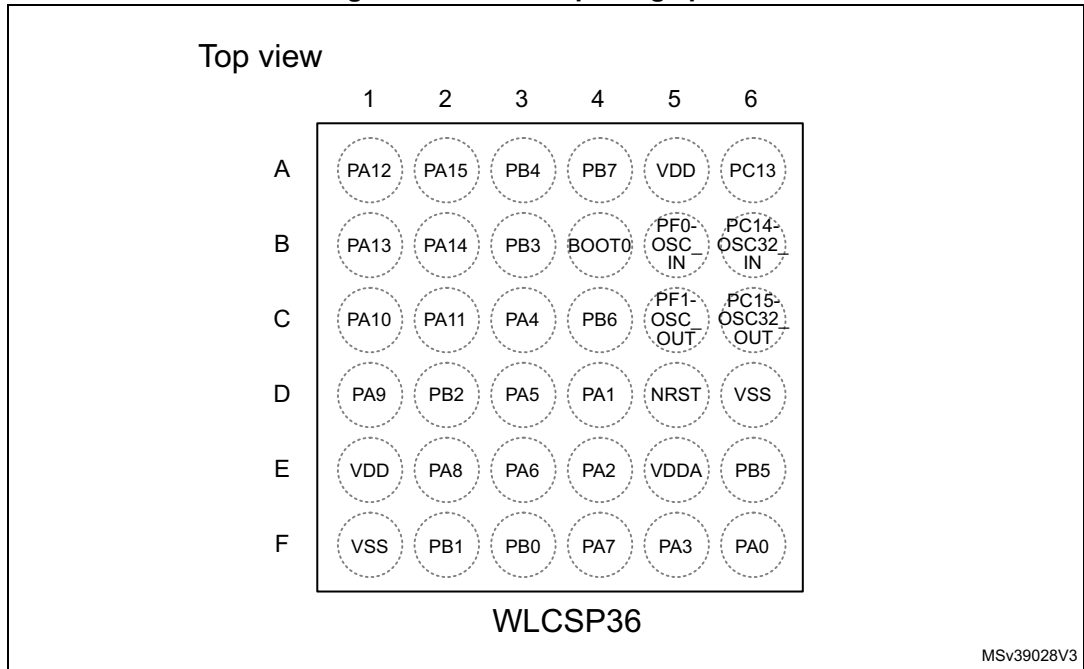 Top view
1 2 3 4 5 6
A PA12 PA15 PB4 PB7 VDD PC13
B PA13 PA14 PB3 BOOT0 PF0-OSC_IN PC14-OSC32_IN
C PA10 PA11 PA4 PB6 PF1-OSC_OUT PC15-OSC32_OUT
D PA9 PB2 PA5 PA1 NRST VSS
E VDD PA8 PA6 PA2 VDDA PB5
F VSS PB1 PB0 PA7 PA3 PA0
WLCSP36
MSv39028V3